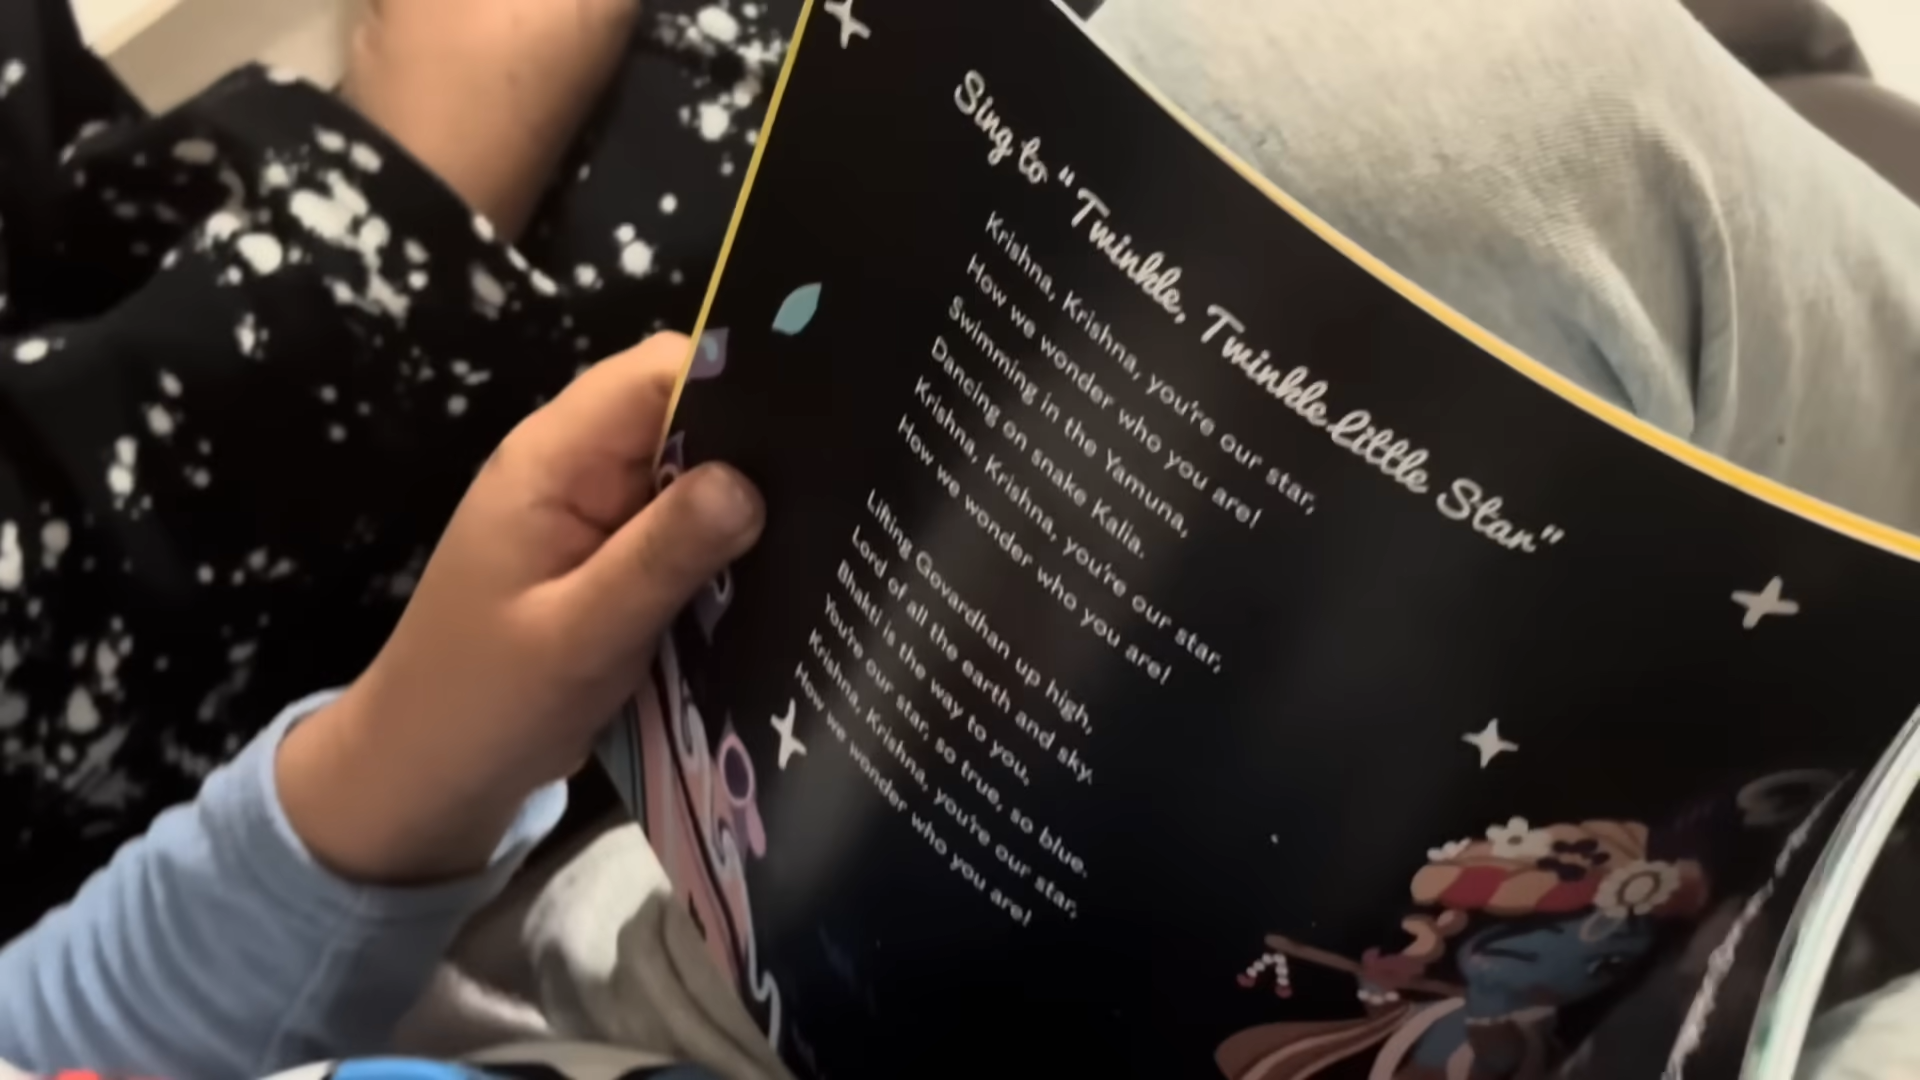 Sing to "Twinkle, Twinkle Little Star"
Krishna, Krishna, you're our star,
How we wonder who you are!
Swimming in the Yamuna,
Dancing on snake Kalia.
Krishna, Krishna, you're our star,
How we wonder who you are!
Lifting Govardhan up high,
Lord of all the earth and sky.
Bhakti is the way to you,
You're our star, so true, so blue.
Krishna, Krishna, you're our star,
How we wonder who you are!